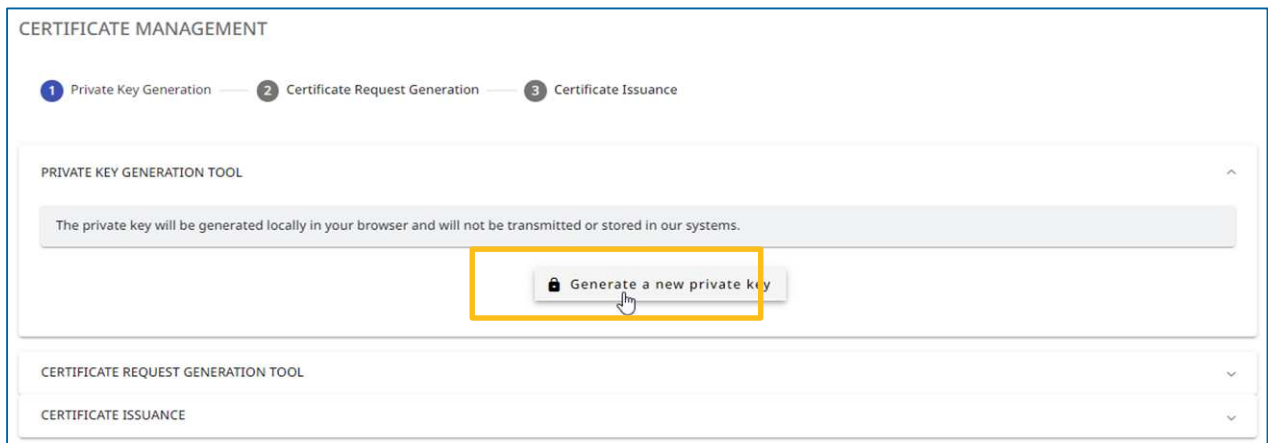 CERTIFICATE MANAGEMENT
1 Private Key Generation 2 Certificate Request Generation 3 Certificate Issuance
PRIVATE KEY GENERATION TOOL
The private key will be generated locally in your browser and will not be transmitted or stored in our systems.
Generate a new private key
CERTIFICATE REQUEST GENERATION TOOL
CERTIFICATE ISSUANCE